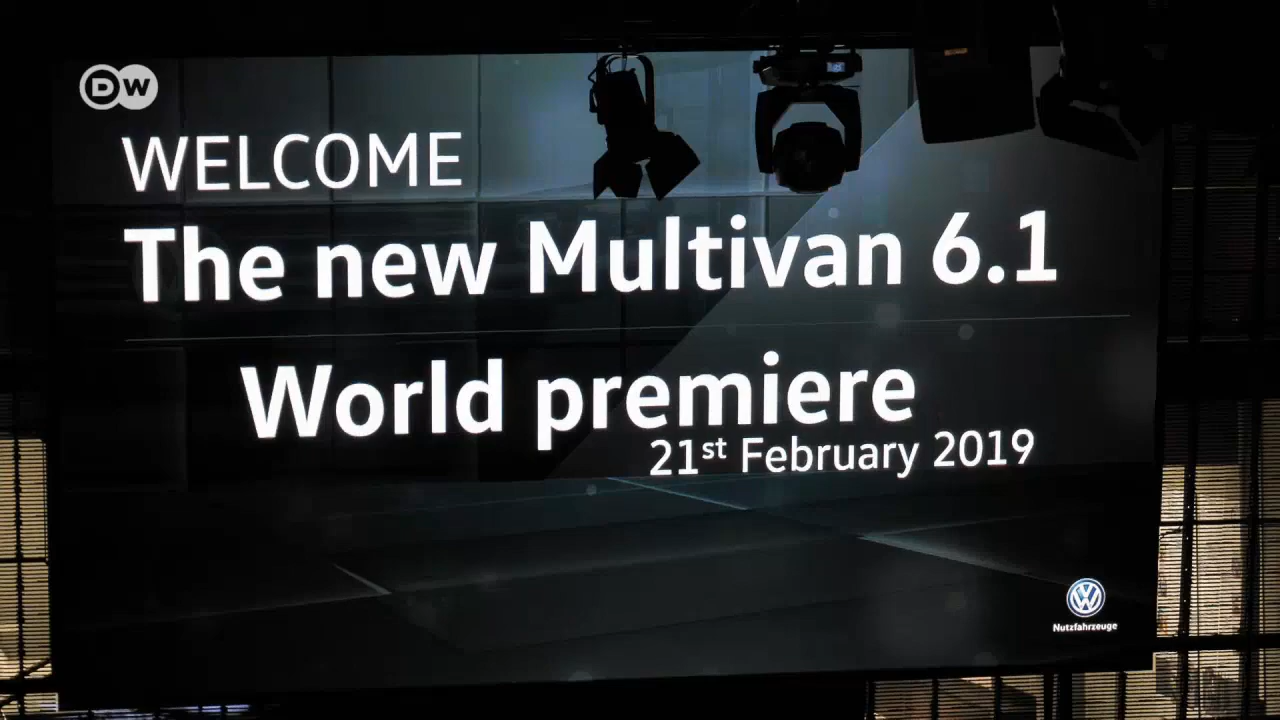 DW
WELCOME
The new Multivan 6.1
World premiere
21st February 2019
Nutzfahrzeuge